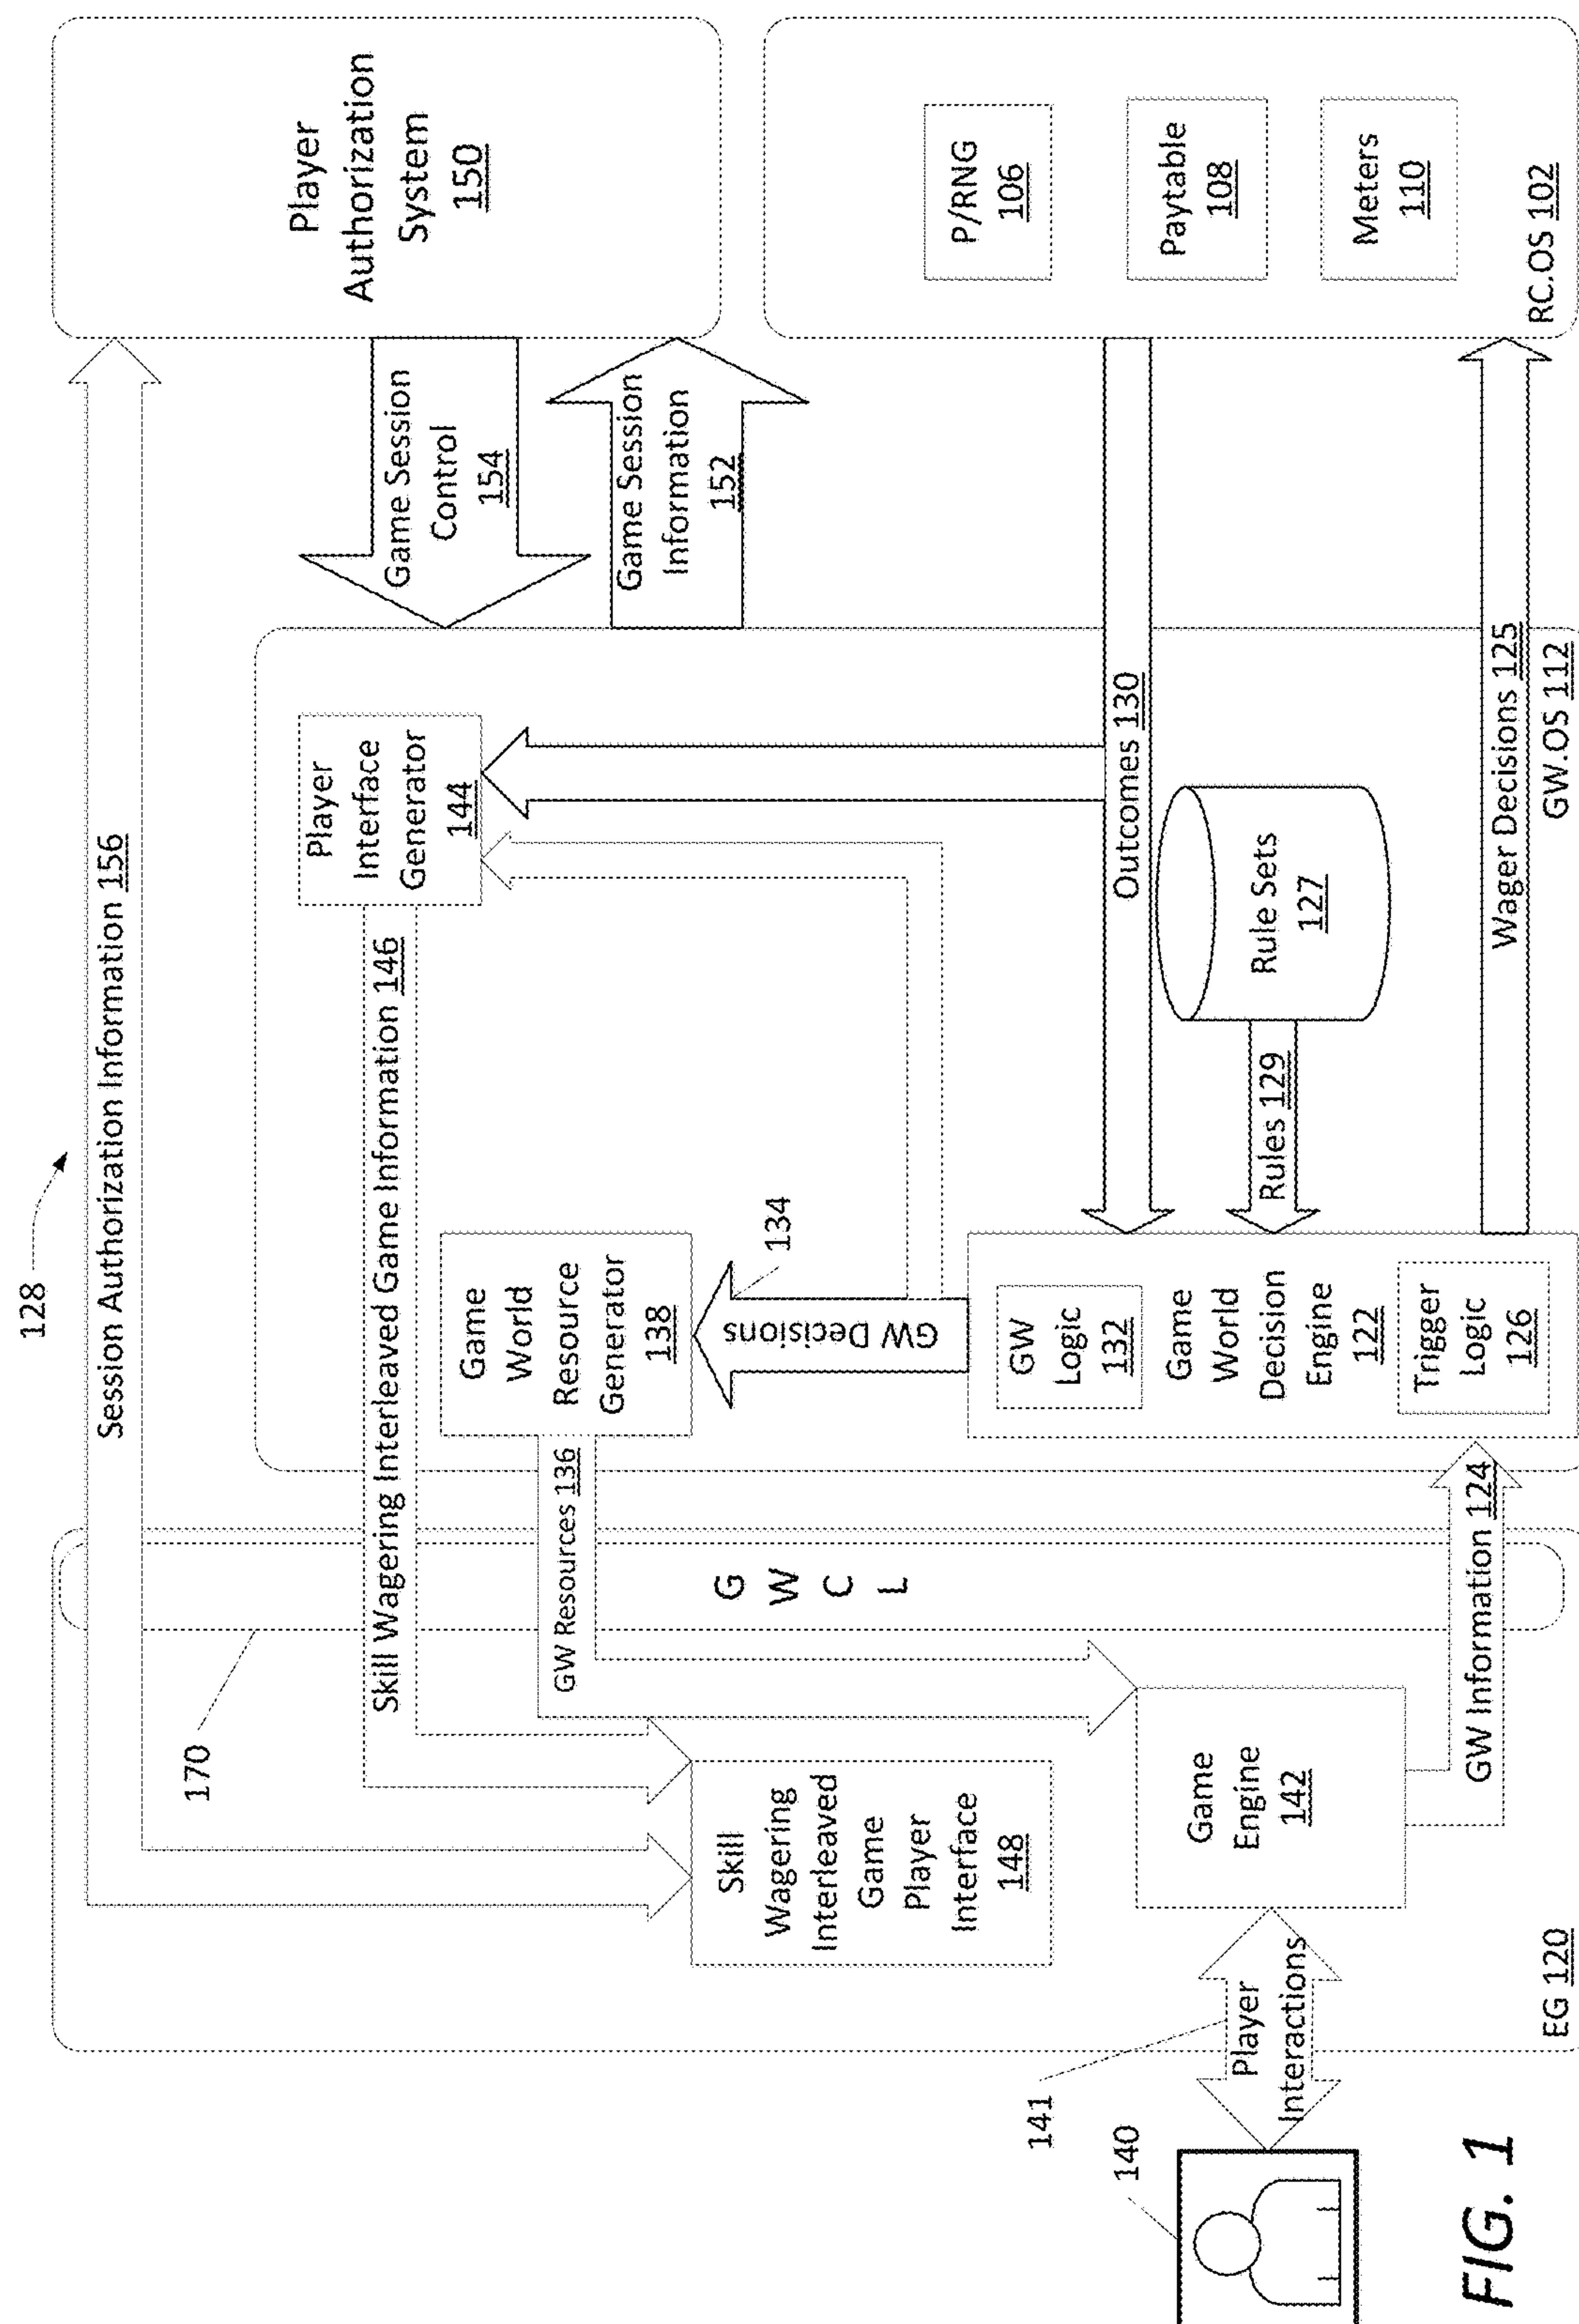 128
Session Authorization Information 156
Player
Authorization
System
150
170
Skill Wagering Interleaved Game Information 146
Player
Interface
Generator
144
Game Session
Control
154
Game Session
Information
152
GW Resources 136
Game
World
Resource
Generator
138
134
GW Decisions
G
W
C
L
Skill
Wagering
Interleaved
Game
Player
Interface
148
P/RNG
106
Paytable
108
Meters
110
RC.OS 102
Outcomes 130
Rule Sets
127
Rules 129
GW
Logic
132
Game
World
Decision
Engine
122
Trigger
Logic
126
Wager Decisions 125
GW.OS 112
Game
Engine
142
GW Information 124
141
140
Player
Interactions
EG 120
FIG. 1